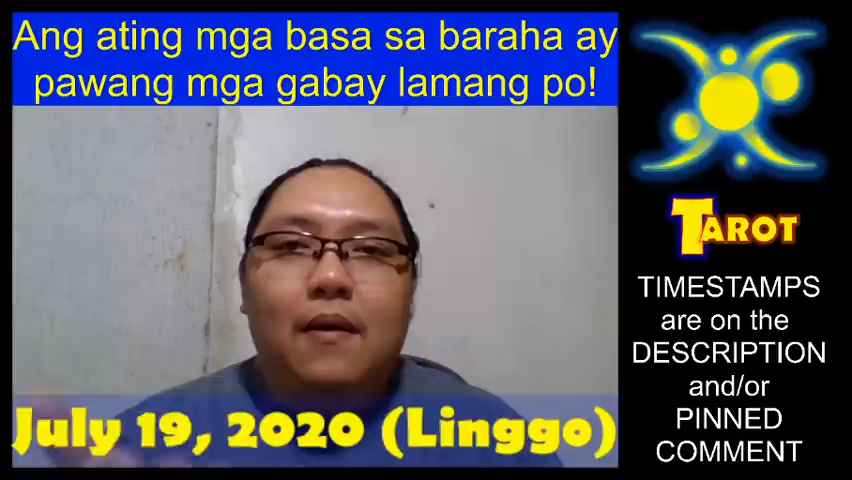 Ang ating mga basa sa baraha ay
pawang mga gabay lamang po!
TAROT
TIMESTAMPS
are on the
DESCRIPTION
and/or
PINNED
COMMENT
July 19, 2020 (Linggo)